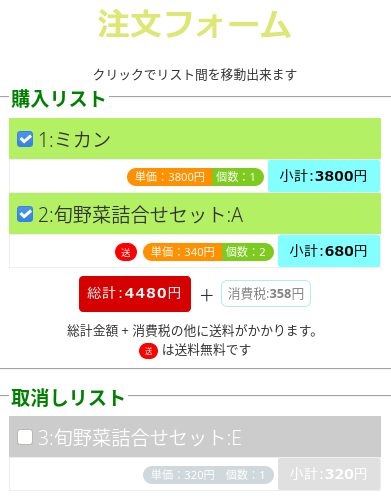 注文フォーム
クリックでリスト間を移動出来ます
購入リスト
1:ミカン
単価：3800円 個数：1 小計:3800円
2:旬野菜詰合せセット:A
送 単価：340円 個数：2 小計:680円
総計:4480円 + 消費税:358円
総計金額 + 消費税の他に送料がかかります。
送 は送料無料です
取消しリスト
3:旬野菜詰合せセット:E
単価：320円 個数：1 小計:320円